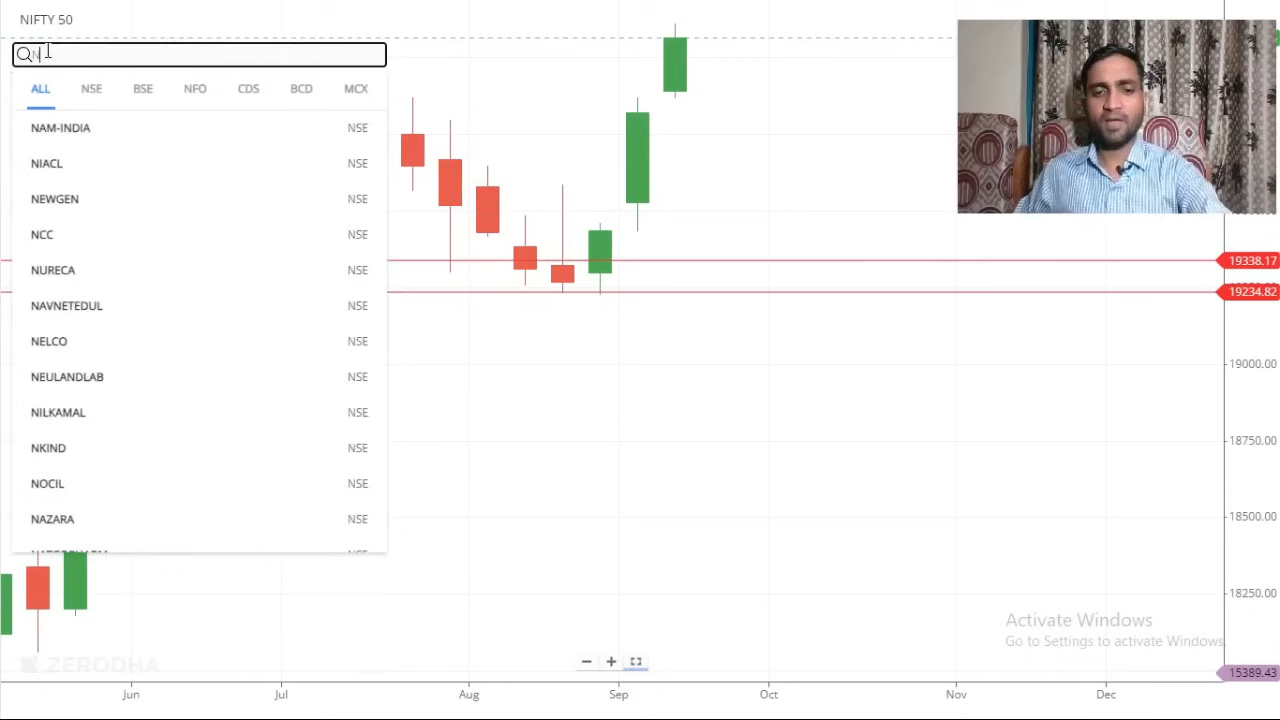 NIFTY 50
N
ALL NSE BSE NFO CDS BCD MCX
NAM-INDIA NSE
NIACL NSE
NEWGEN NSE
NCC NSE
NURECA NSE
NAVNETEDUL NSE
NELCO NSE
NEULANDLAB NSE
NILKAMAL NSE
NKIND NSE
NOCIL NSE
NAZARA NSE
19338.17
19234.82
19000.00
18750.00
18500.00
18250.00
Activate Windows
Go to Settings to activate Windows
ZERODHA
15389.43
Jun Jul Aug Sep Oct Nov Dec